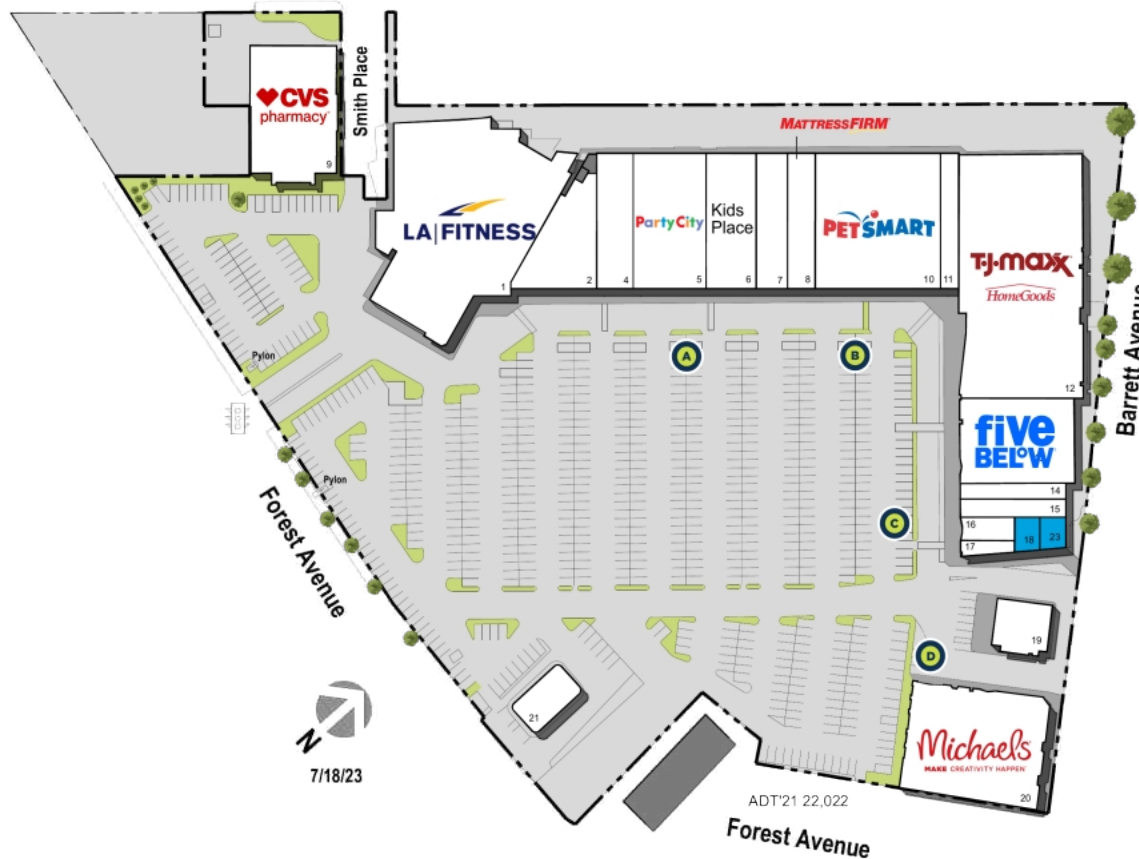 CVS
pharmacy
9
Smith Place
MATTRESSFIRM
LA|FITNESS
1
2
4
PartyCity
5
Kids
Place
6
7
8
PETSMART
10
11
T•J•maxx
HomeGoods
12
Barrett Avenue
five
BELOW
14
15
16
17
18
23
A
B
C
D
Pylon
Pylon
Forest Avenue
19
21
N
7/18/23
Michaels
MAKE CREATIVITY HAPPEN
20
ADT'21 22,022
Forest Avenue